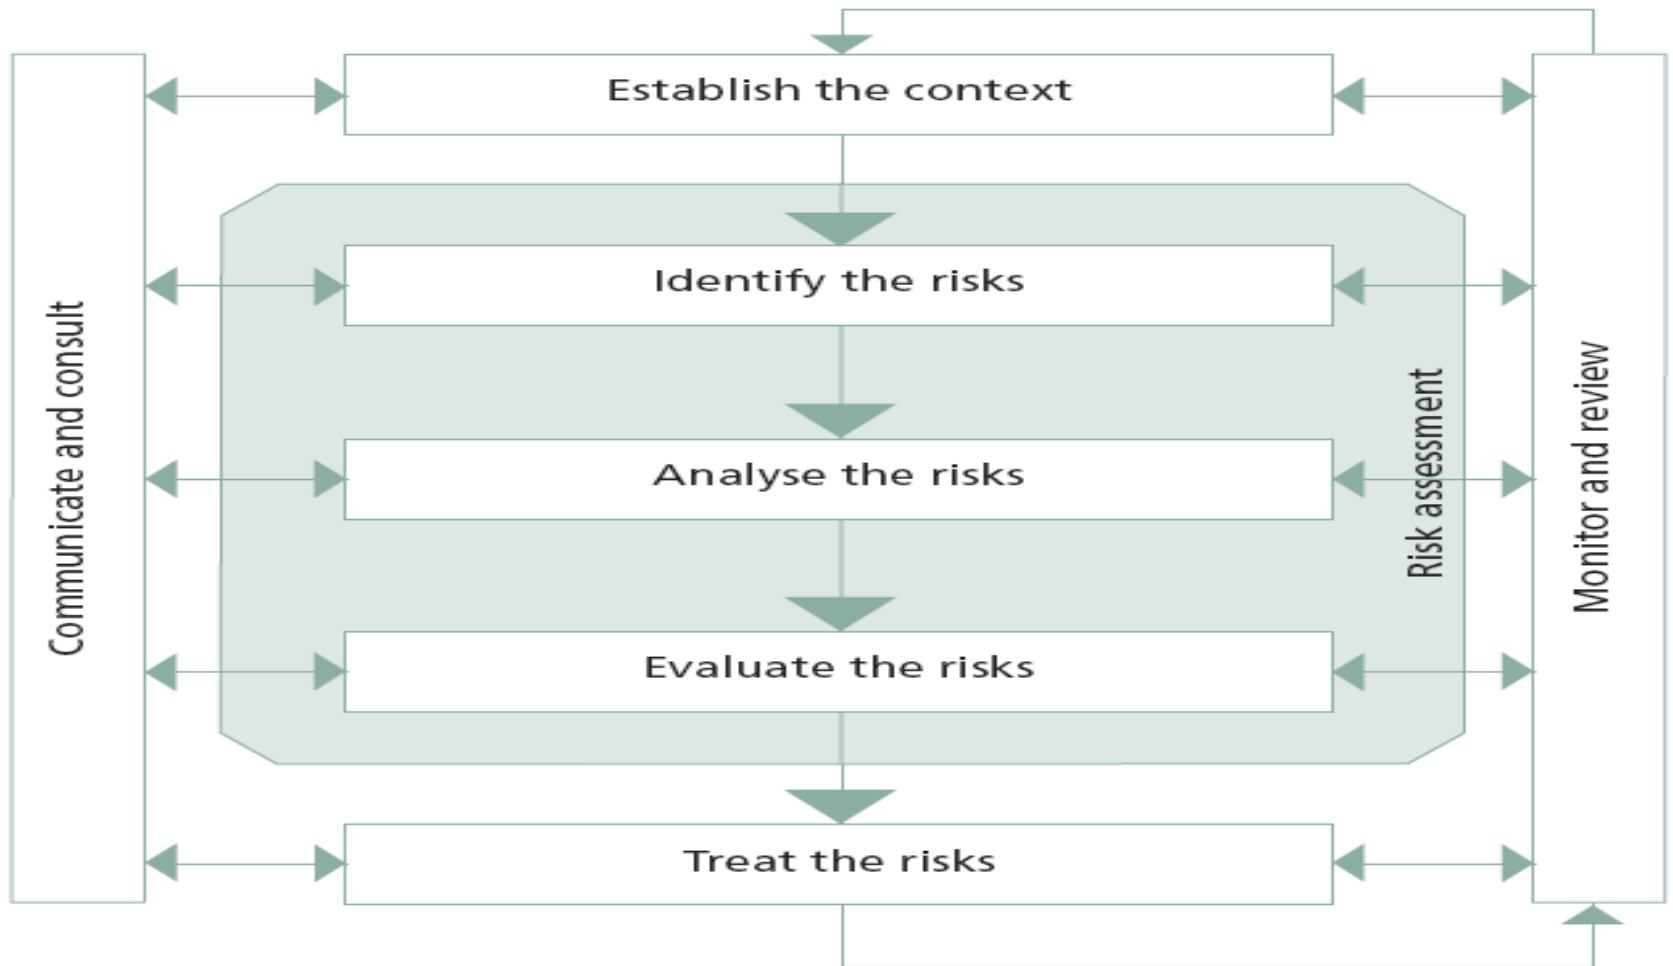 Establish the context
Communicate and consult
Identify the risks
Analyse the risks
Evaluate the risks
Risk assessment
Monitor and review
Treat the risks